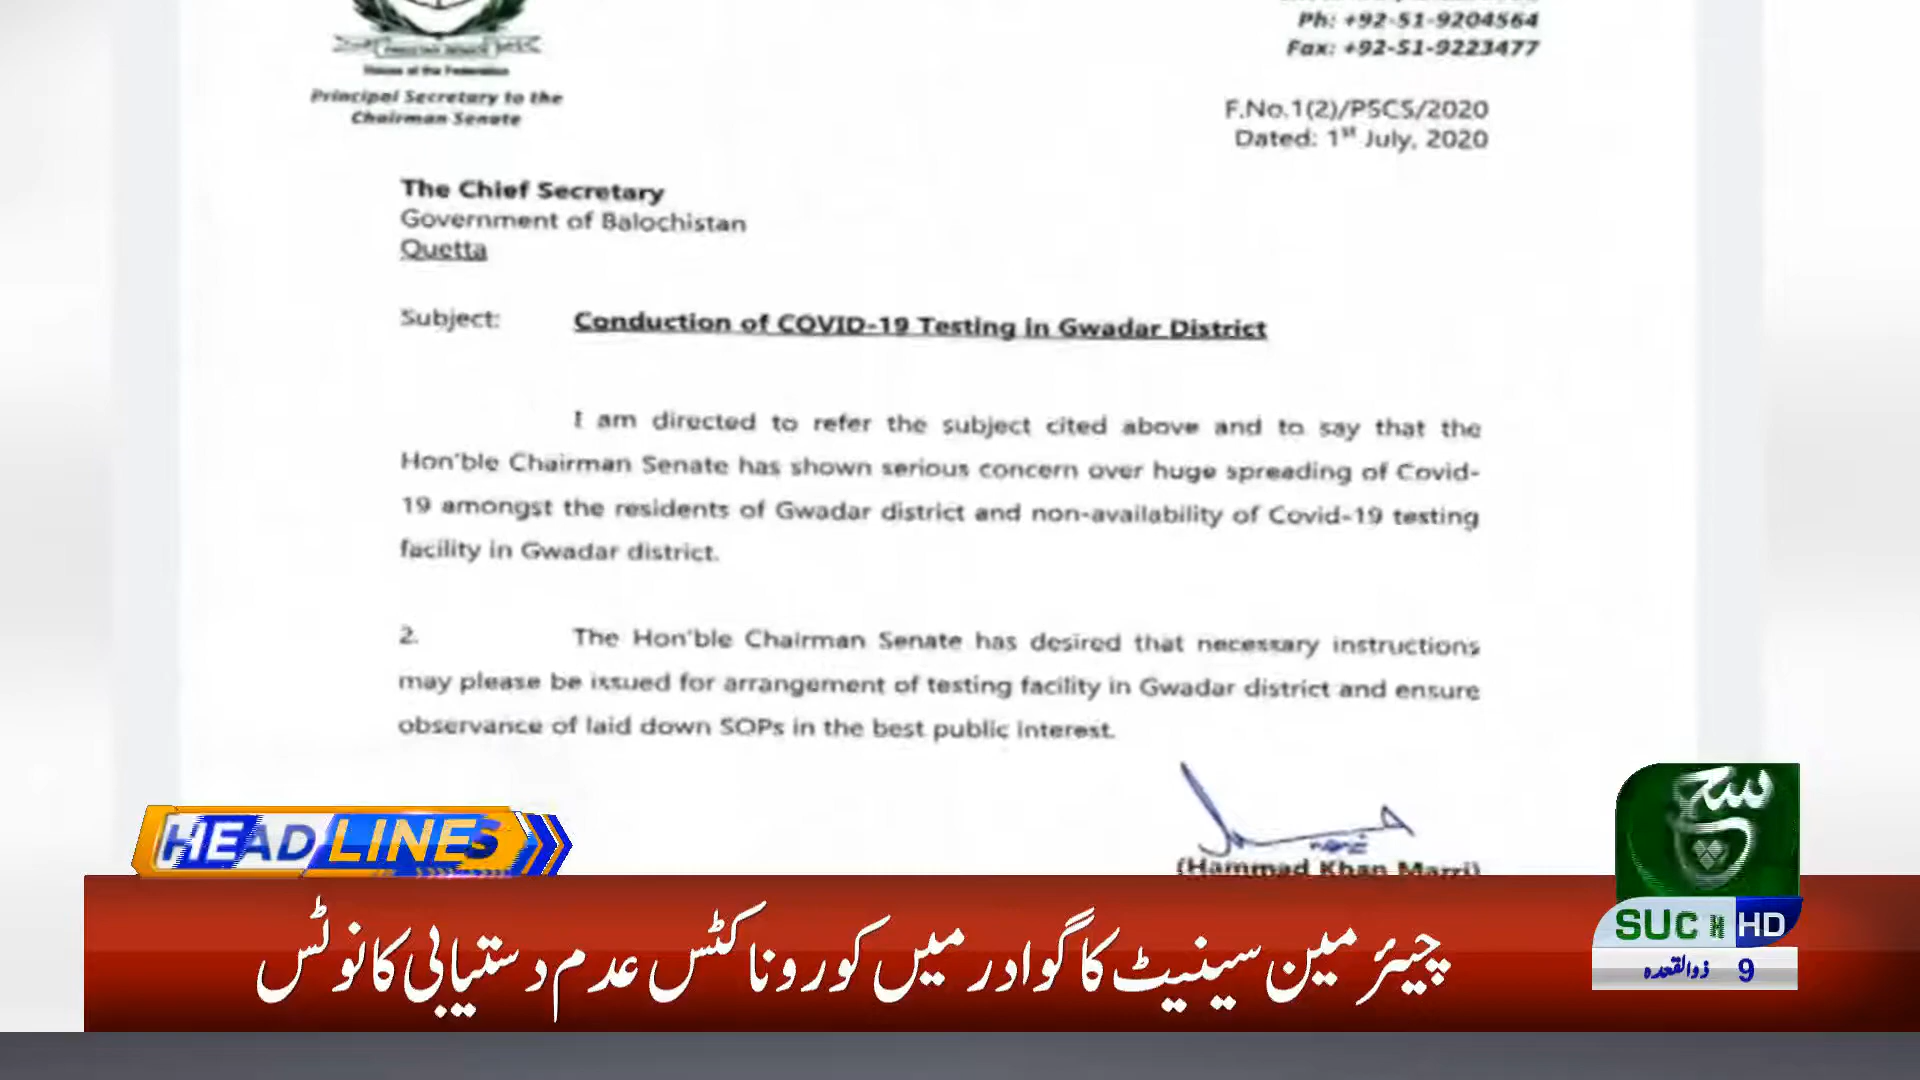 Ph: +92-51-9204564
Fax: +92-51-9223477
House of the Federation
Principal Secretary to the
Chairman Senate
F.No.1(2)/PSCS/2020
Dated: 1st July, 2020
The Chief Secretary
Government of Balochistan
Quetta
Subject: Conduction of COVID-19 Testing in Gwadar District
I am directed to refer the subject cited above and to say that the
Hon'ble Chairman Senate has shown serious concern over huge spreading of Covid-
19 amongst the residents of Gwadar district and non-availability of Covid-19 testing
facility in Gwadar district.
2. The Hon'ble Chairman Senate has desired that necessary instructions
may please be issued for arrangement of testing facility in Gwadar district and ensure
observance of laid down SOPs in the best public interest.
(Hammad Khan Marri)
HEADLINES
چیئرمین سینیٹ کا گوادر میں کورونا کٹس عدم دستیابی کا نوٹس
سچ
SUCH HD
9 ذوالقعدہ